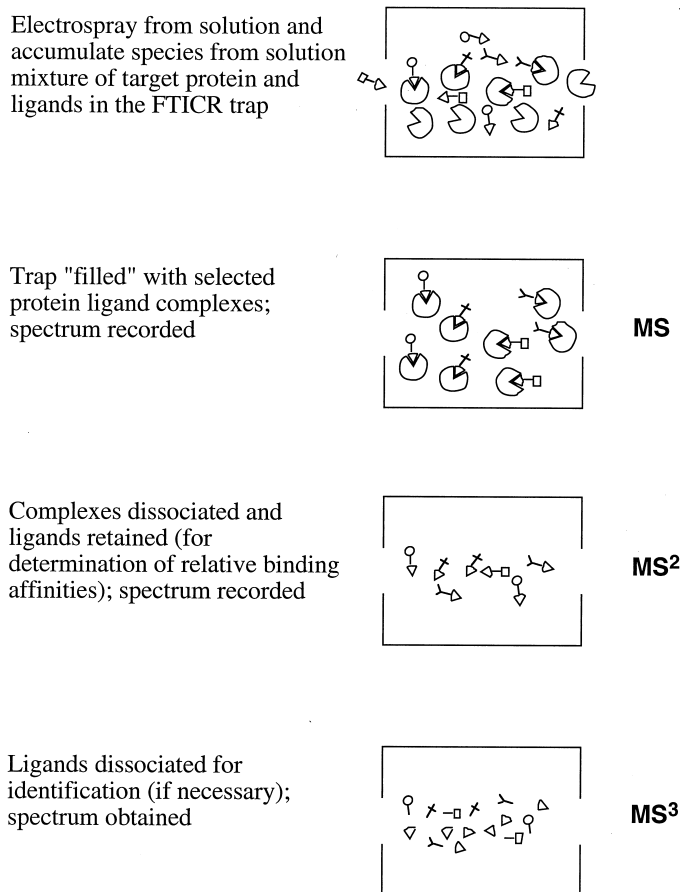 Electrospray from solution and
accumulate species from solution
mixture of target protein and
ligands in the FTICR trap
Trap "filled" with selected
protein ligand complexes;
spectrum recorded
MS
Complexes dissociated and
ligands retained (for
determination of relative binding
affinities); spectrum recorded
MS²
Ligands dissociated for
identification (if necessary);
spectrum obtained
MS³